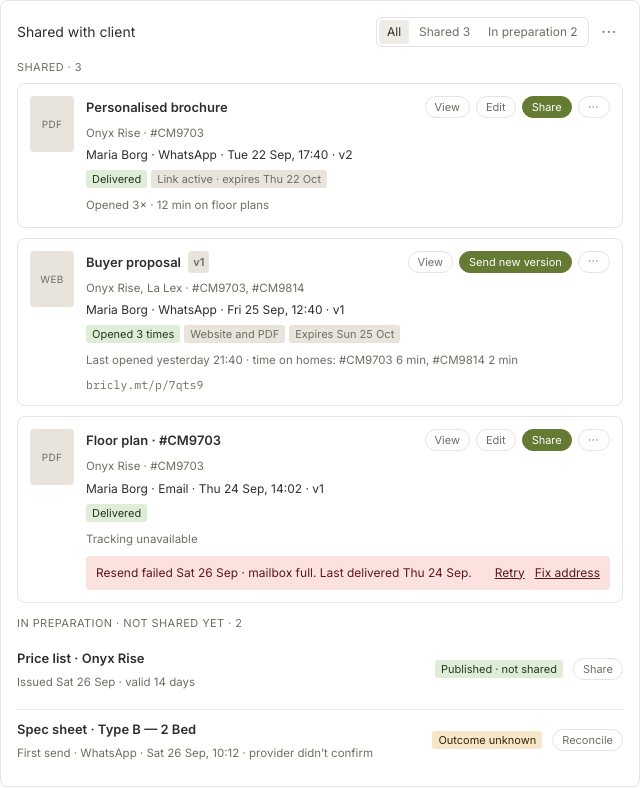 Shared with client
All Shared 3 In preparation 2 ···
SHARED · 3
PDF
Personalised brochure
View Edit Share ···
Onyx Rise · #CM9703
Maria Borg · WhatsApp · Tue 22 Sep, 17:40 · v2
Delivered Link active · expires Thu 22 Oct
Opened 3× · 12 min on floor plans
WEB
Buyer proposal v1
View Send new version ···
Onyx Rise, La Lex · #CM9703, #CM9814
Maria Borg · WhatsApp · Fri 25 Sep, 12:40 · v1
Opened 3 times Website and PDF Expires Sun 25 Oct
Last opened yesterday 21:40 · time on homes: #CM9703 6 min, #CM9814 2 min
bricly.mt/p/7qts9
PDF
Floor plan · #CM9703
View Edit Share ···
Onyx Rise · #CM9703
Maria Borg · Email · Thu 24 Sep, 14:02 · v1
Delivered
Tracking unavailable
Resend failed Sat 26 Sep · mailbox full. Last delivered Thu 24 Sep. Retry Fix address
IN PREPARATION · NOT SHARED YET · 2
Price list · Onyx Rise
Published · not shared Share
Issued Sat 26 Sep · valid 14 days
Spec sheet · Type B — 2 Bed
Outcome unknown Reconcile
First send · WhatsApp · Sat 26 Sep, 10:12 · provider didn’t confirm